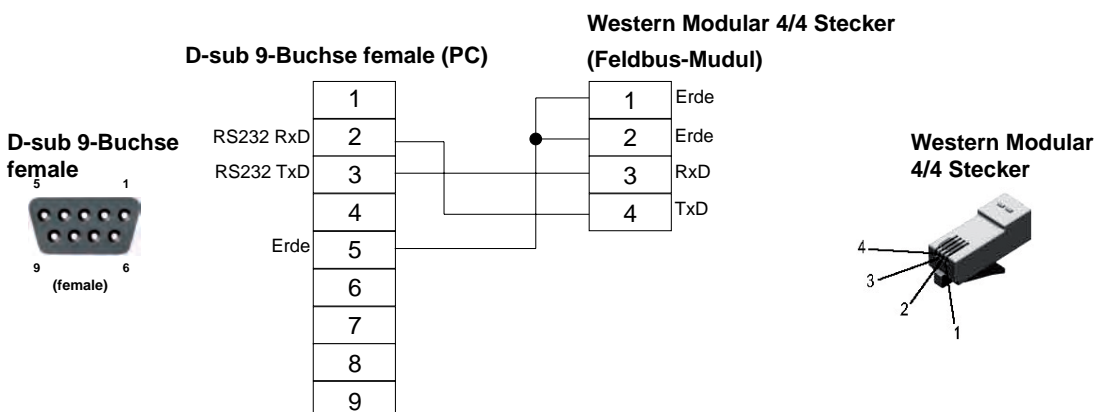 Western Modular 4/4 Stecker
(Feldbus-Mudul)
D-sub 9-Buchse female (PC)
1
RS232 RxD 2
RS232 TxD 3
4
Erde 5
6
7
8
9
1 Erde
2 Erde
3 RxD
4 TxD
D-sub 9-Buchse
female
5 1
9 6
(female)
Western Modular
4/4 Stecker
4
3
2
1